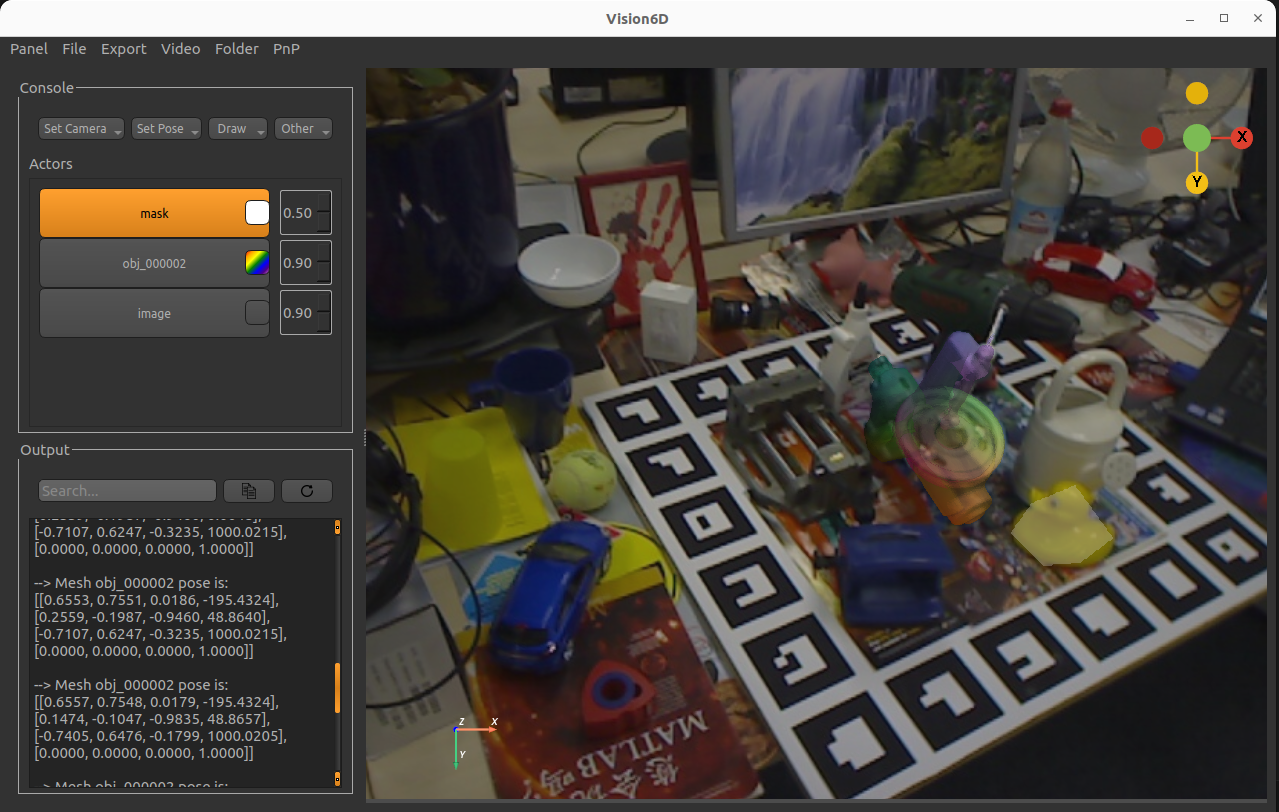 Vision6D
Panel File Export Video Folder PnP
Console
Set Camera Set Pose Draw Other
Actors
mask 0.50
obj_000002 0.90
image 0.90
Output
Search...
[-0.7107, 0.6247, -0.3235, 1000.0215],
[0.0000, 0.0000, 0.0000, 1.0000]]
--> Mesh obj_000002 pose is:
[[0.6553, 0.7551, 0.0186, -195.4324],
[0.2559, -0.1987, -0.9460, 48.8640],
[-0.7107, 0.6247, -0.3235, 1000.0215],
[0.0000, 0.0000, 0.0000, 1.0000]]
--> Mesh obj_000002 pose is:
[[0.6557, 0.7548, 0.0179, -195.4324],
[0.1474, -0.1047, -0.9835, 48.8657],
[-0.7405, 0.6476, -0.1799, 1000.0205],
[0.0000, 0.0000, 0.0000, 1.0000]]
--> Mesh obj_000002 pose is:
X
Y
Z X
Y
MATLAB